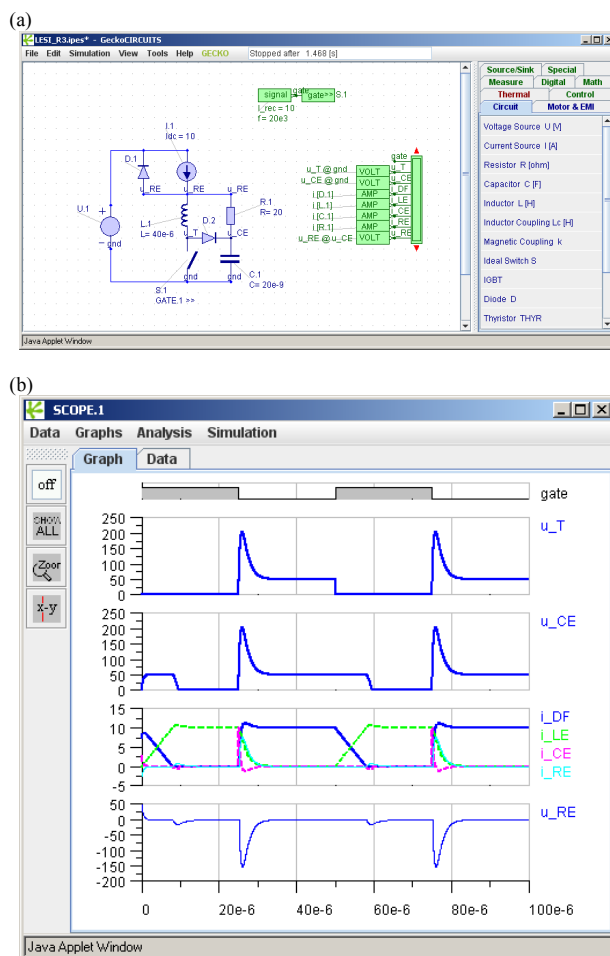 (a)
LESI_R3.ipes* - GeckoCIRCUITS
File Edit Simulation View Tools Help GECKO Stopped after 1.468 [s]
Source/Sink Special
Measure Digital Math
Thermal Control
Circuit Motor & EMI
Voltage Source U [V]
Current Source I [A]
Resistor R [ohm]
Capacitor C [F]
Inductor L [H]
Inductor Coupling Lc [H]
Magnetic Coupling k
Ideal Switch S
IGBT
Diode D
Thyristor THYR
signal gate gate>> S.1
i_rec = 10
f= 20e3
I.1
Idc = 10
D.1
u_RE u_RE u_RE
U.1
+
gnd
L.1
L= 40e-6
R.1
R= 20
D.2
u_T u_CE
gnd gnd
S.1
GATE.1 >>
C.1
C= 20e-9
gate
u_T @ gnd VOLT u_T
u_CE @ gnd VOLT u_CE
i.[D.1] AMP i_DF
i.[L.1] AMP i_LE
i.[C.1] AMP i_CE
i.[R.1] AMP i_RE
u_RE @ u_CE VOLT u_RE
Java Applet Window
(b)
SCOPE.1
Data Graphs Analysis Simulation
Graph Data
off
SHOW
ALL
Zoom
x-y
gate
250
200
150
100
50
0
u_T
250
200
150
100
50
0
u_CE
15
10
5
0
-5
i_DF
i_LE
i_CE
i_RE
50
0
-50
-100
-150
-200
u_RE
0 20e-6 40e-6 60e-6 80e-6 100e-6
Java Applet Window